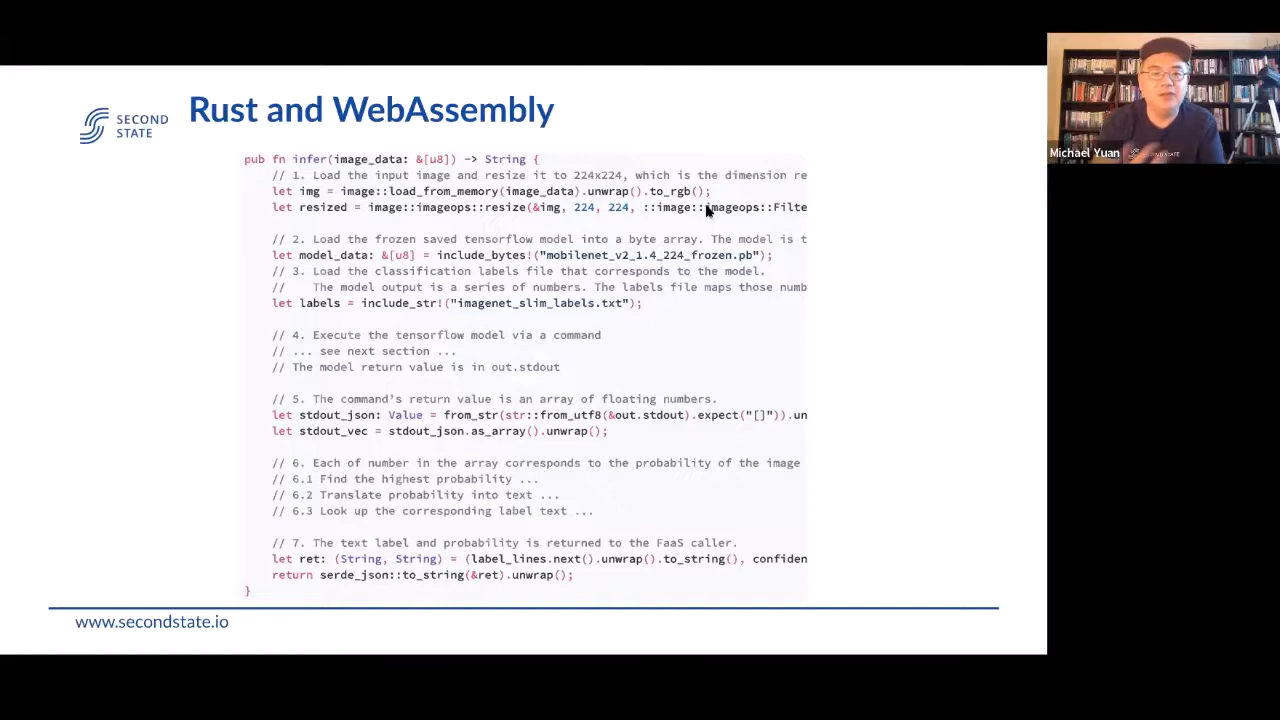 SECOND
STATE
Rust and WebAssembly
pub fn infer(image_data: &[u8]) -> String {
// 1. Load the input image and resize it to 224x224, which is the dimension re
let img = image::load_from_memory(image_data).unwrap().to_rgb();
let resized = image::imageops::resize(&img, 224, 224, ::image::imageops::Filte
// 2. Load the frozen saved tensorflow model into a byte array. The model is t
let model_data: &[u8] = include_bytes!("mobilenet_v2_1.4_224_frozen.pb");
// 3. Load the classification labels file that corresponds to the model.
// The model output is a series of numbers. The labels file maps those numb
let labels = include_str!("imagenet_slim_labels.txt");
// 4. Execute the tensorflow model via a command
// ... see next section ...
// The model return value is in out.stdout
// 5. The command’s return value is an array of floating numbers.
let stdout_json: Value = from_str(str::from_utf8(&out.stdout).expect("[]")).un
let stdout_vec = stdout_json.as_array().unwrap();
// 6. Each of number in the array corresponds to the probability of the image
// 6.1 Find the highest probability ...
// 6.2 Translate probability into text ...
// 6.3 Look up the corresponding label text ...
// 7. The text label and probability is returned to the FaaS caller.
let ret: (String, String) = (label_lines.next().unwrap().to_string(), confiden
return serde_json::to_string(&ret).unwrap();
}
www.secondstate.io
Michael Yuan